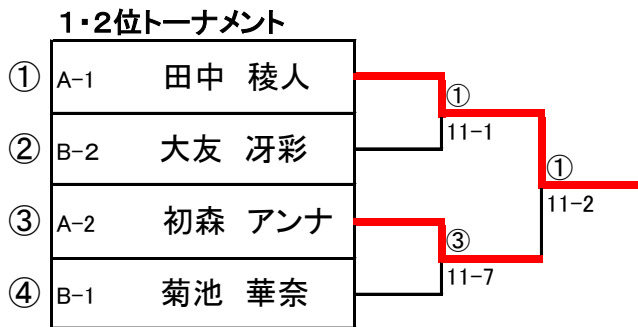 1・2位トーナメント
① A-1 田中 稜人
①
② B-2 大友 冴彩
11-1
①
③ A-2 初森 アンナ
11-2
③
④ B-1 菊池 華奈
11-7